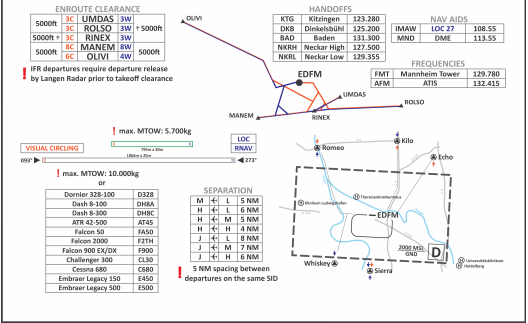 ENROUTE CLEARANCE
5000ft
3C UMDAS 3W
3C ROLSO 3W ↑ 5000ft
5000ft ↑ 3C RINEX 3W
5000ft 8C MANEM 8W 5000ft
6C OLIVI 4W
! IFR departures require departure release
by Langen Radar prior to takeoff clearance
OLIVI
EDFM
UMDAS
ROLSO
RINEX
MANEM
HANDOFFS
KTG Kitzingen 123.280
DKB Dinkelsbühl 125.200
BAD Baden 131.300
NKRH Neckar High 127.500
NKRL Neckar Low 129.355
NAV AIDS
IMAW LOC 27 108.55
MND DME 113.55
FREQUENCIES
FMT Mannheim Tower 129.780
AFM ATIS 132.415
! max. MTOW: 5.700kg
VISUAL CIRCLING
LOC
RNAV
093°
273°
! max. MTOW: 10.000kg
or
Dornier 328-100 D328
Dash 8-100 DH8A
Dash 8-300 DH8C
ATR 42-500 AT45
Falcon 50 FA50
Falcon 2000 F2TH
Falcon 900 EX/DX F900
Challenger 300 CL30
Cessna 680 C680
Embraer Legacy 150 E450
Embraer Legacy 500 E500
SEPARATION
M L 5 NM
H L 6 NM
H M 5 NM
H H 4 NM
J L 8 NM
J M 7 NM
J H 6 NM
! 5 NM spacing between
departures on the same SID
Romeo
Kilo
Echo
Theresienkrankenhaus
Klinikum Ludwigshafen
EDFM
2000 MSL
GND
D
Whiskey
Sierra
Universitätsklinikum
Heidelberg